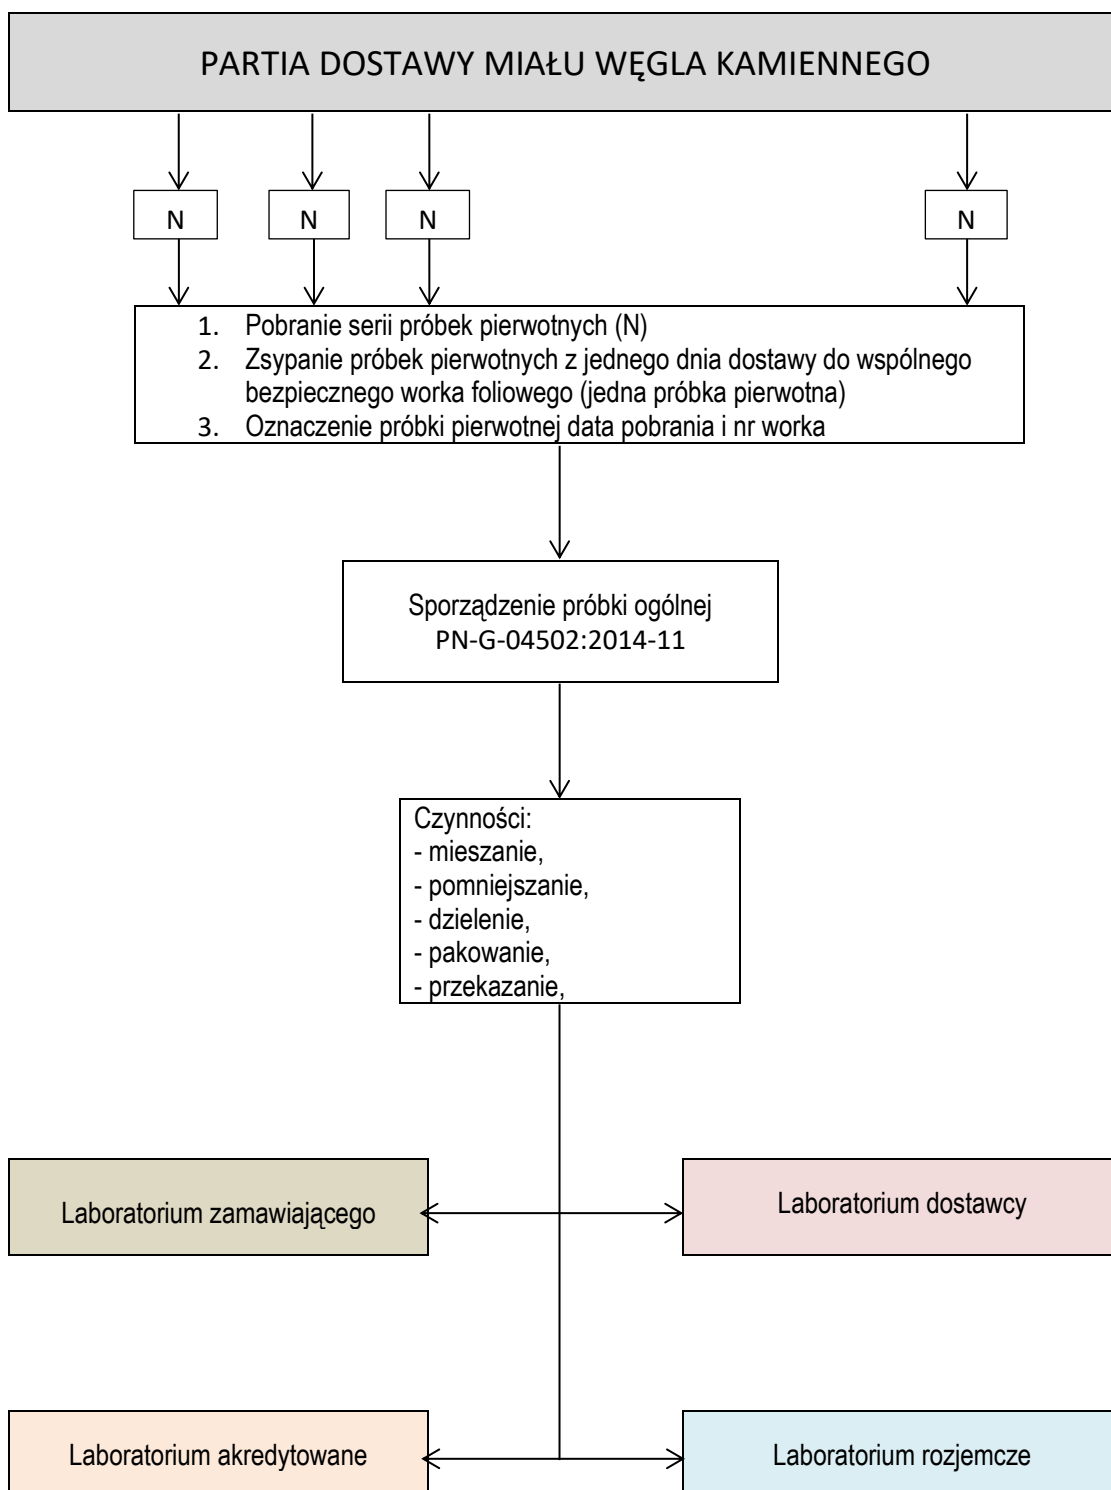 PARTIA DOSTAWY MIAŁU WĘGLA KAMIENNEGO
N
N
N
N
1. Pobranie serii próbek pierwotnych (N)
2. Zsypanie próbek pierwotnych z jednego dnia dostawy do wspólnego
bezpiecznego worka foliowego (jedna próbka pierwotna)
3. Oznaczenie próbki pierwotnej data pobrania i nr worka
Sporządzenie próbki ogólnej
PN-G-04502:2014-11
Czynności:
- mieszanie,
- pomniejszanie,
- dzielenie,
- pakowanie,
- przekazanie,
Laboratorium zamawiającego
Laboratorium dostawcy
Laboratorium akredytowane
Laboratorium rozjemcze